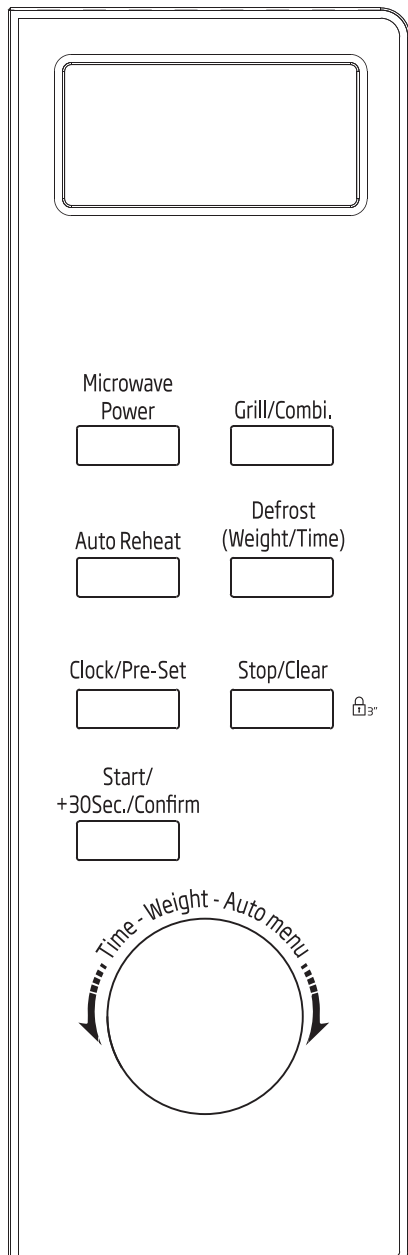 Microwave
Power
Grill/Combi.
Auto Reheat
Defrost
(Weight/Time)
Clock/Pre-Set
Stop/Clear
3"
Start/
+30Sec./Confirm
Time - Weight - Auto menu